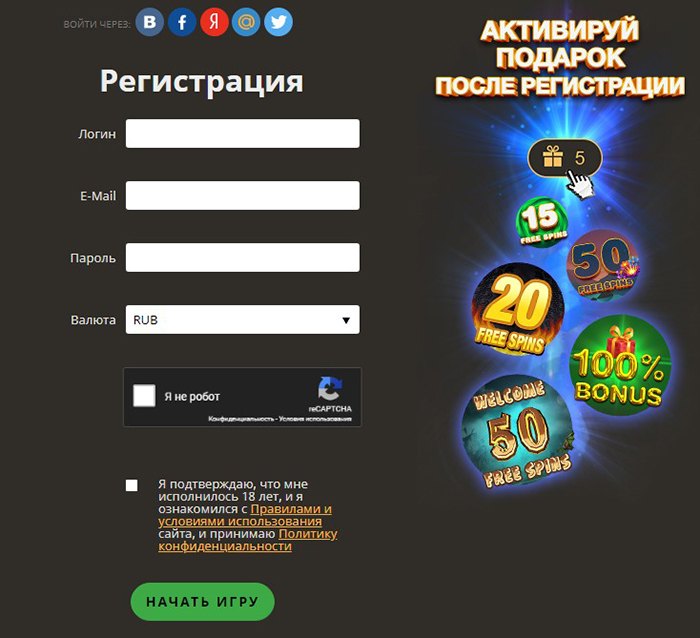 ВОЙТИ ЧЕРЕЗ:
В
f
Я
@
Регистрация
Логин
E-Mail
Пароль
Валюта
RUB
Я не робот
reCAPTCHA
Конфиденциальность - Условия использования
Я подтверждаю, что мне
исполнилось 18 лет, и я
ознакомился с Правилами и
условиями использования
сайта, и принимаю Политику
конфиденциальности
НАЧАТЬ ИГРУ
АКТИВИРУЙ
ПОДАРОК
ПОСЛЕ РЕГИСТРАЦИИ
5
15
FREE SPINS
50
FREE SPINS
20
FREE SPINS
100%
BONUS
WELCOME
50
FREE SPINS